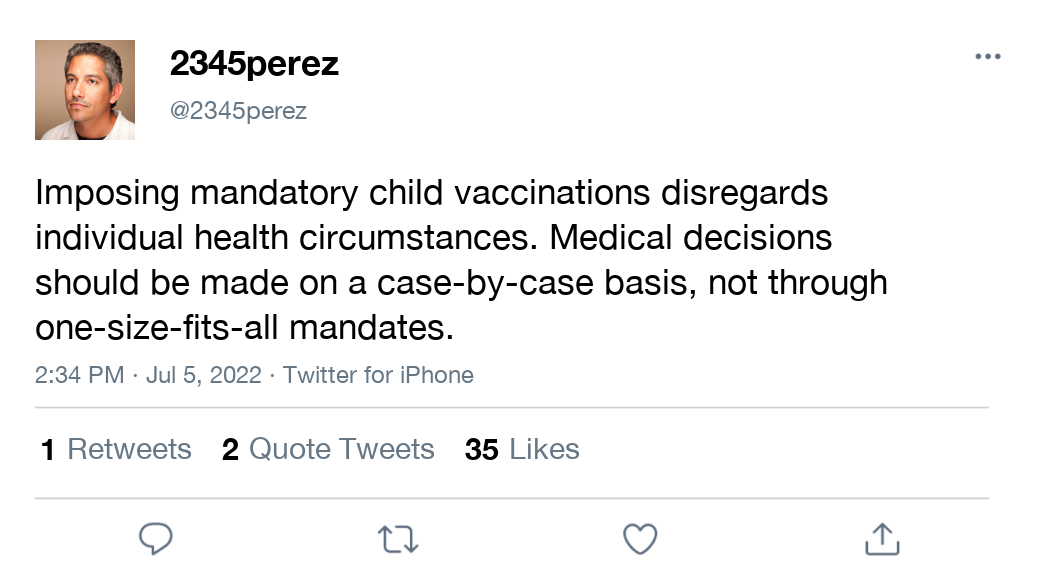 2345perez
@2345perez
Imposing mandatory child vaccinations disregards
individual health circumstances. Medical decisions
should be made on a case-by-case basis, not through
one-size-fits-all mandates.
2:34 PM · Jul 5, 2022 · Twitter for iPhone
1 Retweets 2 Quote Tweets 35 Likes